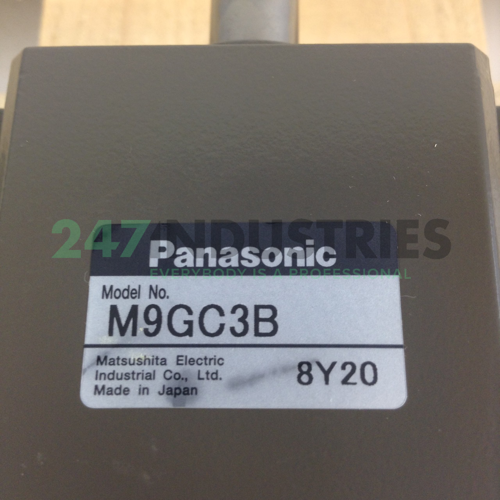 247INDUSTRIES
Panasonic
EVERYBODY IS A PROFESSIONAL
Model No.
M9GC3B
Matsushita Electric
Industrial Co., Ltd.
Made in Japan
8Y20